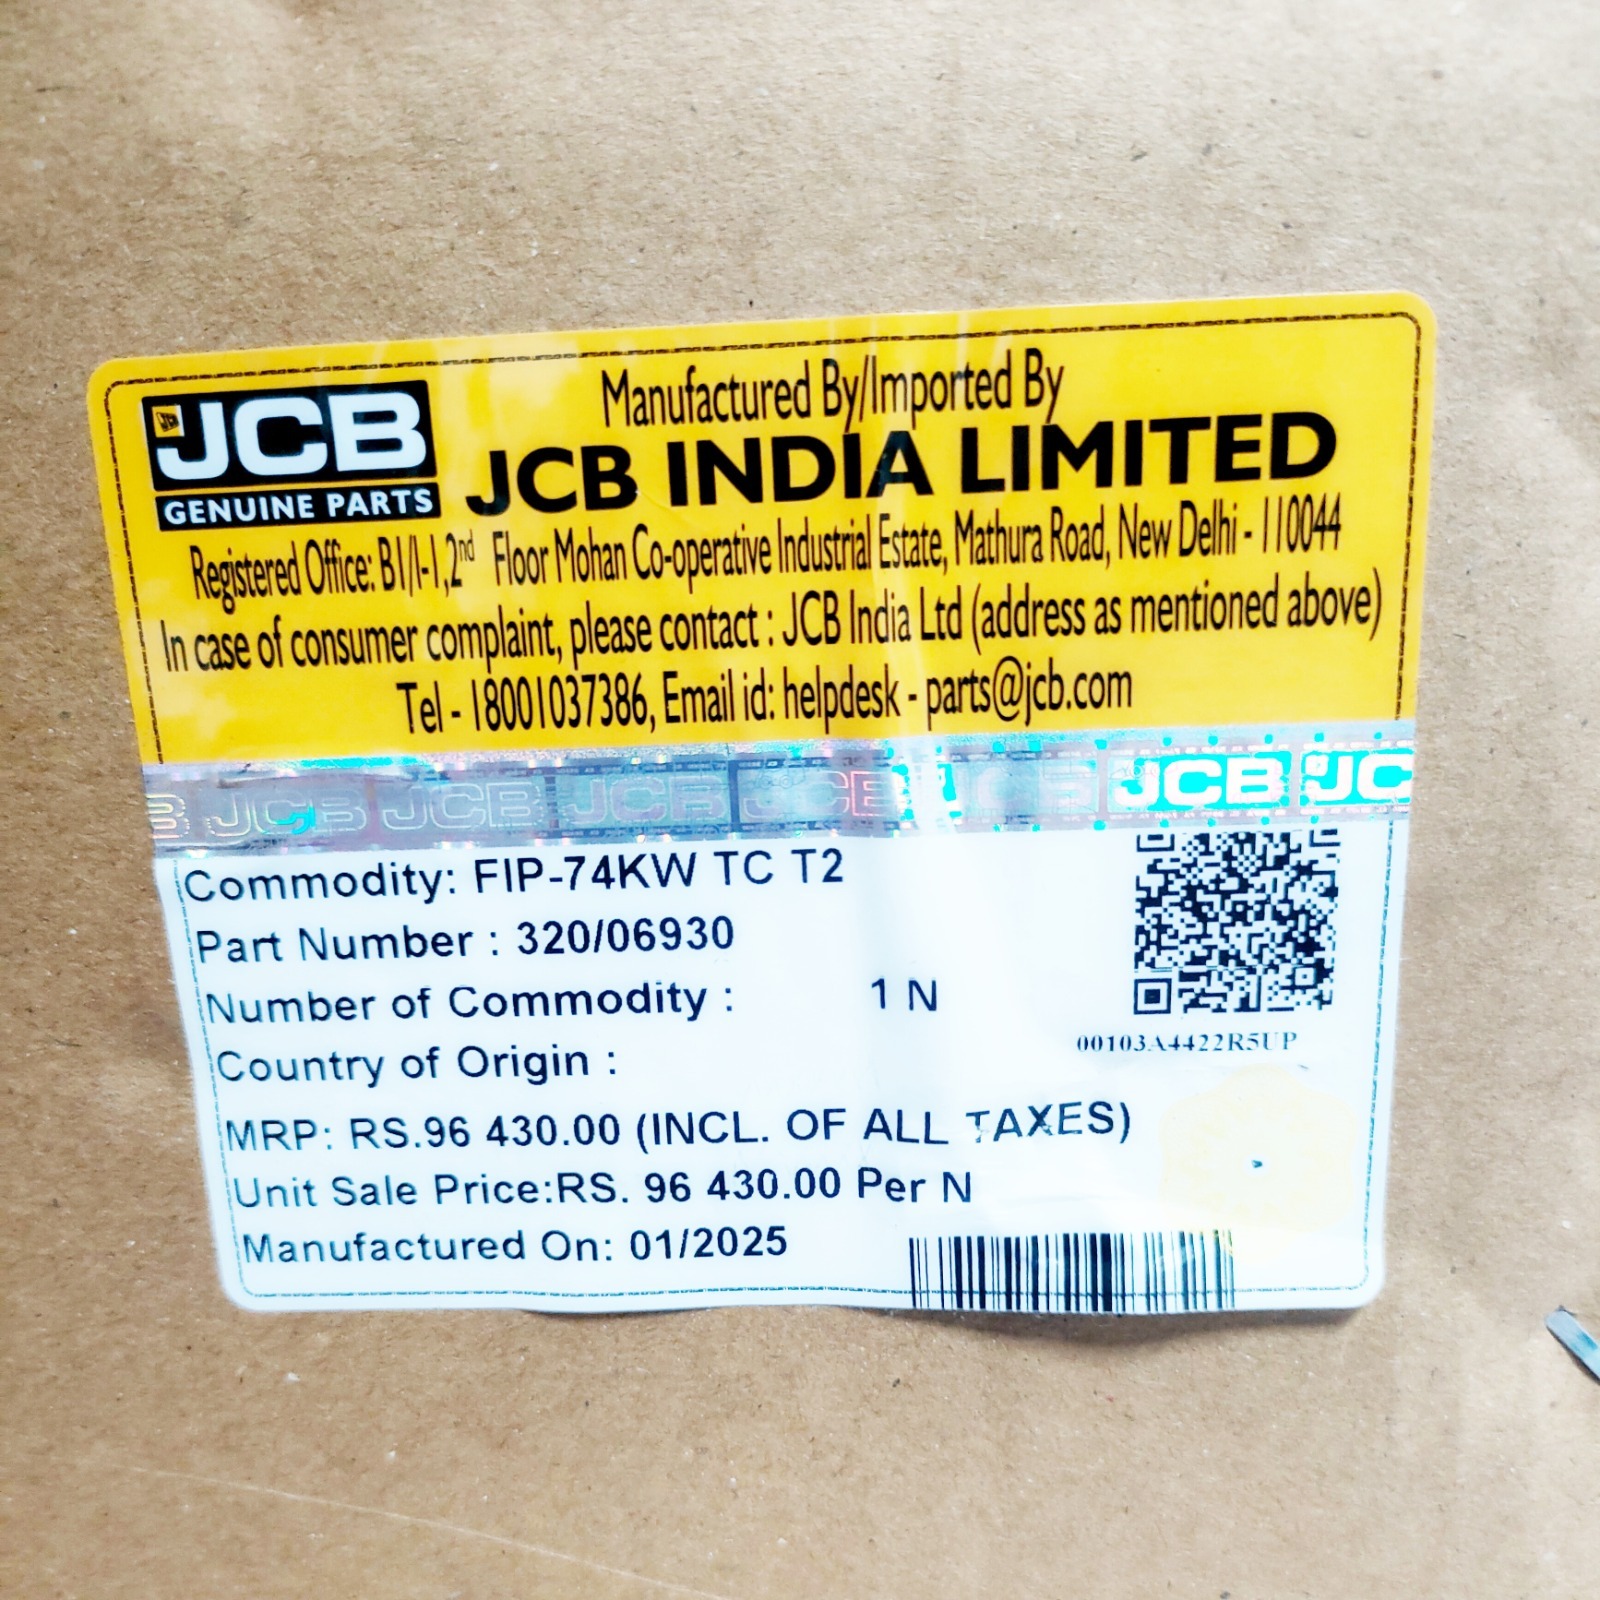 JCB
GENUINE PARTS
Manufactured By/Imported By
JCB INDIA LIMITED
Registered Office: B1/I-1,2nd Floor Mohan Co-operative Industrial Estate, Mathura Road, New Delhi - 110044
In case of consumer complaint, please contact : JCB India Ltd (address as mentioned above)
Tel - 18001037386, Email id: helpdesk - parts@jcb.com
JCB JCB JCB JCB JCB JC
Commodity: FIP-74KW TC T2
Part Number : 320/06930
Number of Commodity : 1 N
00103A4422R5UP
Country of Origin :
MRP: RS.96 430.00 (INCL. OF ALL TAXES)
Unit Sale Price:RS. 96 430.00 Per N
Manufactured On: 01/2025